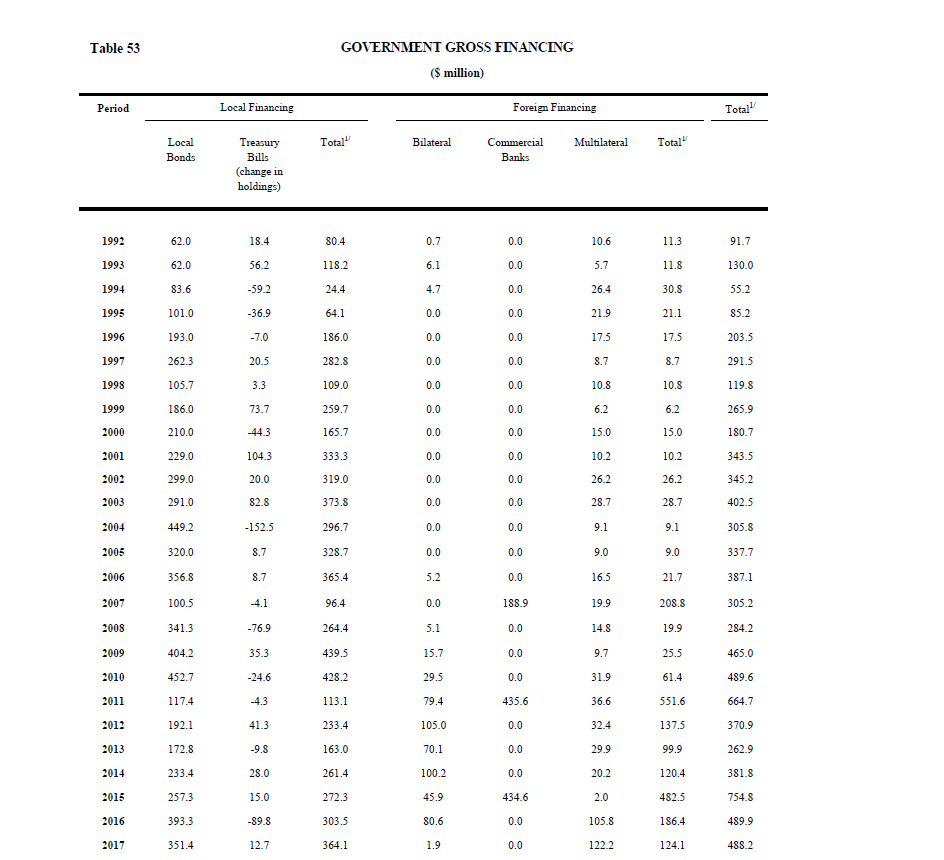 Table 53 GOVERNMENT GROSS FINANCING
($ million)
Period Local Financing Foreign Financing Total1/
Local Treasury Total1/ Bilateral Commercial Multilateral Total1/
Bonds Bills Banks
(change in
holdings)
1992 62.0 18.4 80.4 0.7 0.0 10.6 11.3 91.7
1993 62.0 56.2 118.2 6.1 0.0 5.7 11.8 130.0
1994 83.6 -59.2 24.4 4.7 0.0 26.4 30.8 55.2
1995 101.0 -36.9 64.1 0.0 0.0 21.9 21.1 85.2
1996 193.0 -7.0 186.0 0.0 0.0 17.5 17.5 203.5
1997 262.3 20.5 282.8 0.0 0.0 8.7 8.7 291.5
1998 105.7 3.3 109.0 0.0 0.0 10.8 10.8 119.8
1999 186.0 73.7 259.7 0.0 0.0 6.2 6.2 265.9
2000 210.0 -44.3 165.7 0.0 0.0 15.0 15.0 180.7
2001 229.0 104.3 333.3 0.0 0.0 10.2 10.2 343.5
2002 299.0 20.0 319.0 0.0 0.0 26.2 26.2 345.2
2003 291.0 82.8 373.8 0.0 0.0 28.7 28.7 402.5
2004 449.2 -152.5 296.7 0.0 0.0 9.1 9.1 305.8
2005 320.0 8.7 328.7 0.0 0.0 9.0 9.0 337.7
2006 356.8 8.7 365.4 5.2 0.0 16.5 21.7 387.1
2007 100.5 -4.1 96.4 0.0 188.9 19.9 208.8 305.2
2008 341.3 -76.9 264.4 5.1 0.0 14.8 19.9 284.2
2009 404.2 35.3 439.5 15.7 0.0 9.7 25.5 465.0
2010 452.7 -24.6 428.2 29.5 0.0 31.9 61.4 489.6
2011 117.4 -4.3 113.1 79.4 435.6 36.6 551.6 664.7
2012 192.1 41.3 233.4 105.0 0.0 32.4 137.5 370.9
2013 172.8 -9.8 163.0 70.1 0.0 29.9 99.9 262.9
2014 233.4 28.0 261.4 100.2 0.0 20.2 120.4 381.8
2015 257.3 15.0 272.3 45.9 434.6 2.0 482.5 754.8
2016 393.3 -89.8 303.5 80.6 0.0 105.8 186.4 489.9
2017 351.4 12.7 364.1 1.9 0.0 122.2 124.1 488.2